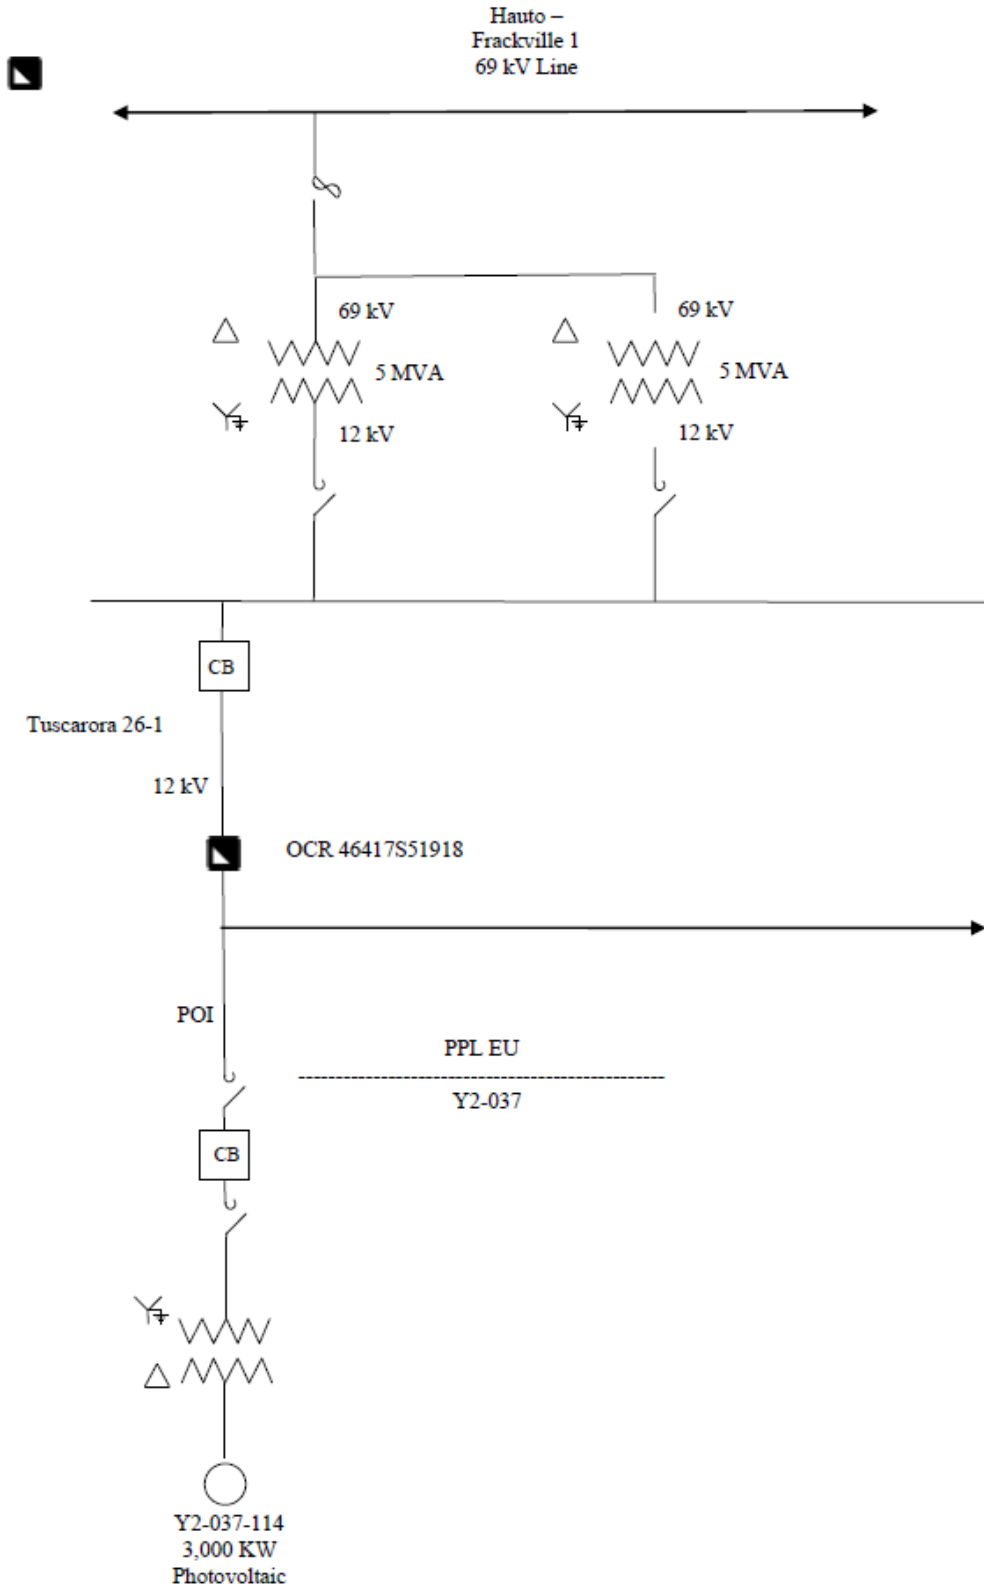 Hauto –
Frackville 1
69 kV Line
69 kV
69 kV
5 MVA
5 MVA
12 kV
12 kV
CB
Tuscarora 26-1
12 kV
OCR 46417S51918
POI
PPL EU
Y2-037
CB
Y2-037-114
3,000 KW
Photovoltaic